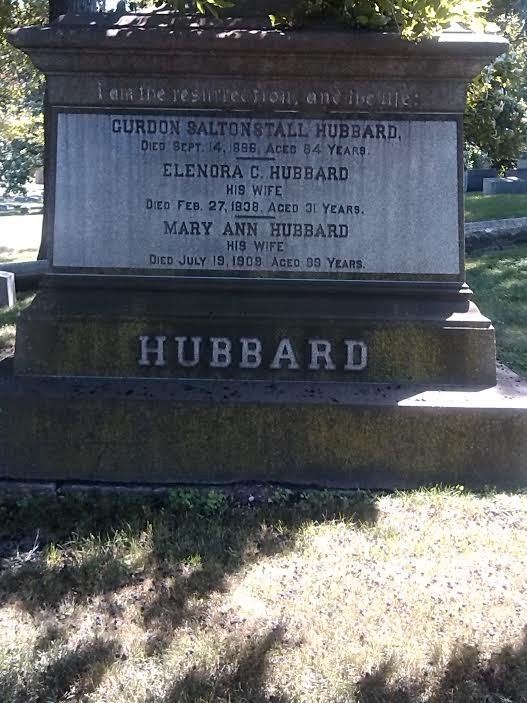 I am the resurrection, and the life:
GURDON SALTONSTALL HUBBARD,
DIED SEPT. 14, 1886, AGED 84 YEARS.
ELENORA C. HUBBARD
HIS WIFE
DIED FEB. 27, 1838, AGED 31 YEARS.
MARY ANN HUBBARD
HIS WIFE
DIED JULY 19, 1909, AGED 89 YEARS.
HUBBARD